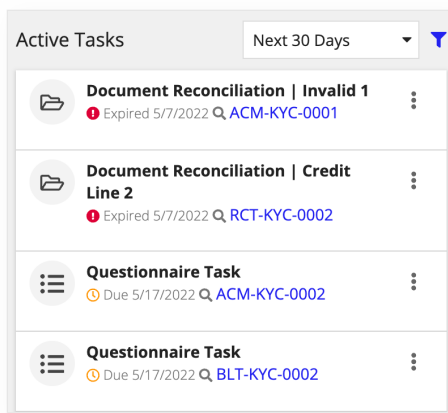 Active Tasks
Next 30 Days
Document Reconciliation | Invalid 1
Expired 5/7/2022 ACM-KYC-0001
Document Reconciliation | Credit
Line 2
Expired 5/7/2022 RCT-KYC-0002
Questionnaire Task
Due 5/17/2022 ACM-KYC-0002
Questionnaire Task
Due 5/17/2022 BLT-KYC-0002